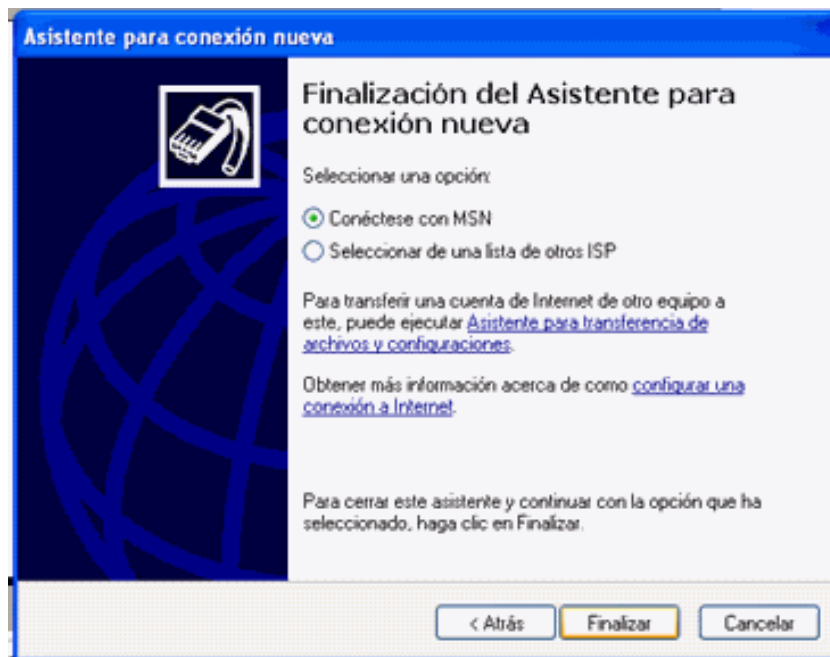 Asistente para conexión nueva
Finalización del Asistente para
conexión nueva
Seleccionar una opción:
Conéctese con MSN
Seleccionar de una lista de otros ISP
Para transferir una cuenta de Internet de otro equipo a
este, puede ejecutar Asistente para transferencia de
archivos y configuraciones.
Obtener más información acerca de como configurar una
conexión a Internet.
Para cerrar este asistente y continuar con la opción que ha
seleccionado, haga clic en Finalizar.
< Atrás Finalizar Cancelar